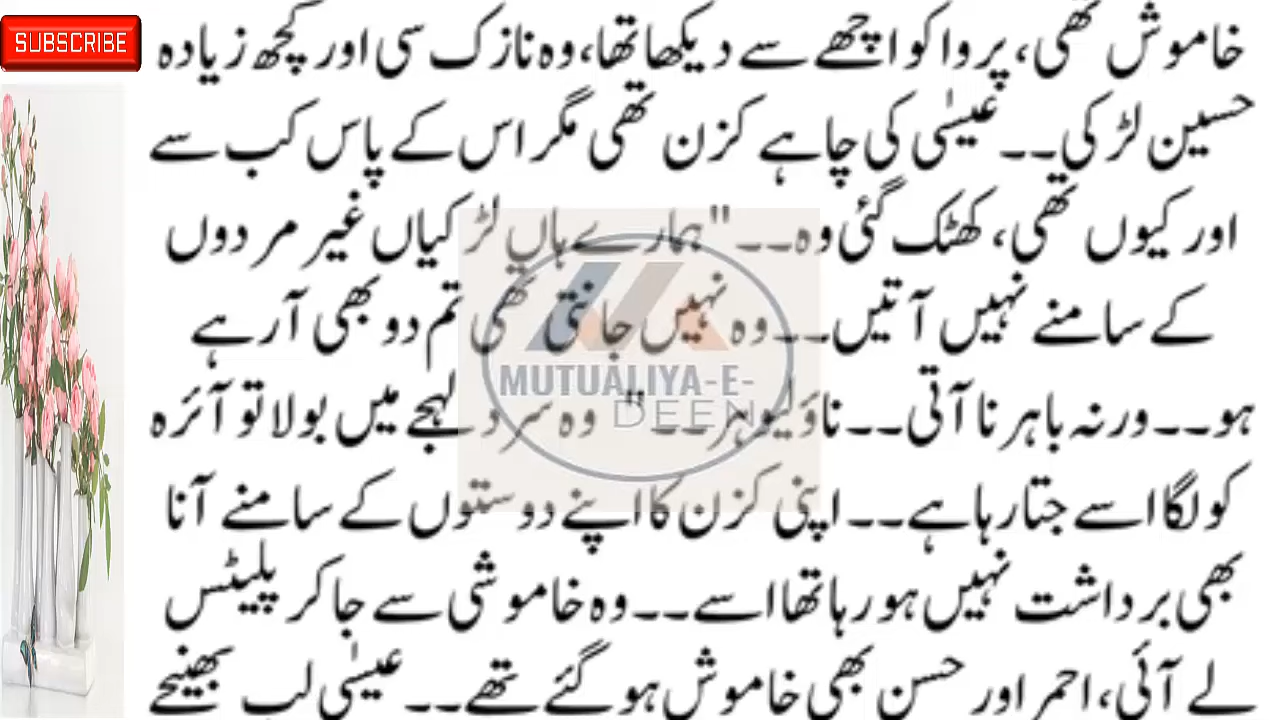 SUBSCRIBE
خاموش تھی، پروا کو اچھے سے دیکھا تھا، وہ نازک سی اور کچھ زیادہ
حسین لڑکی۔۔ عیسٰی کی چاہے کزن تھی مگر اس کے پاس کب سے
اور کیوں تھی، کھٹک گئی وہ۔۔ "ہمارے ہاں لڑکیاں غیر مردوں
کے سامنے نہیں آتیں۔۔ وہ نہیں جانتی تھی تم دو بھی آ رہے
ہو۔۔ ورنہ باہر نا آتی۔۔ ناؤ لیو ہر۔۔" وہ سرد لہجے میں بولا تو آئرہ
کو لگا اسے جتا رہا ہے۔۔ اپنی کزن کا اپنے دوستوں کے سامنے آنا
بھی برداشت نہیں ہو رہا تھا اسے۔۔ وہ خاموشی سے جا کر پلیٹس
لے آئی، احمر اور حسن بھی خاموش ہو گئے تھے۔۔ عیسٰی لب بھینچے
MUTUALIYA-E-
DEEN